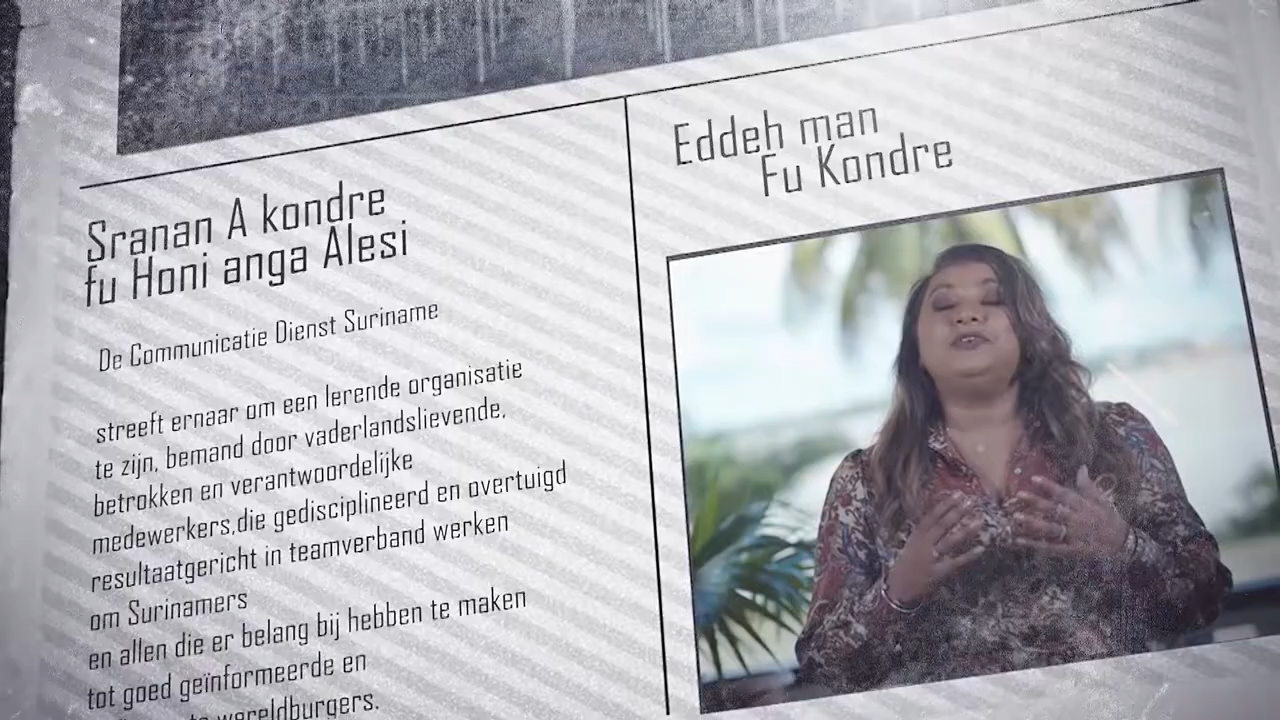 Sranan A kondre
fu Honi anga Alesi
De Communicatie Dienst Suriname
streeft ernaar om een lerende organisatie
te zijn, bemand door vaderlandslievende,
betrokken en verantwoordelijke
medewerkers,die gedisciplineerd en overtuigd
resultaatgericht in teamverband werken
om Surinamers
en allen die er belang bij hebben te maken
tot goed geïnformeerde en
wereldburgers.
Eddeh man
Fu Kondre